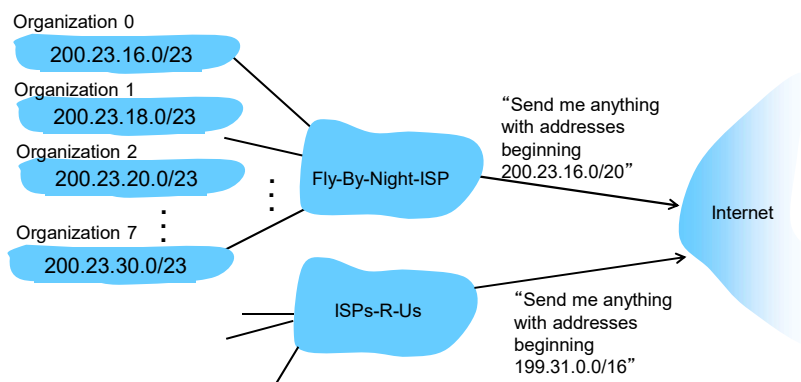 Organization 0
200.23.16.0/23
Organization 1
200.23.18.0/23
Organization 2
200.23.20.0/23
Organization 7
200.23.30.0/23
Fly-By-Night-ISP
“Send me anything
with addresses
beginning
200.23.16.0/20”
Internet
ISPs-R-Us
“Send me anything
with addresses
beginning
199.31.0.0/16”